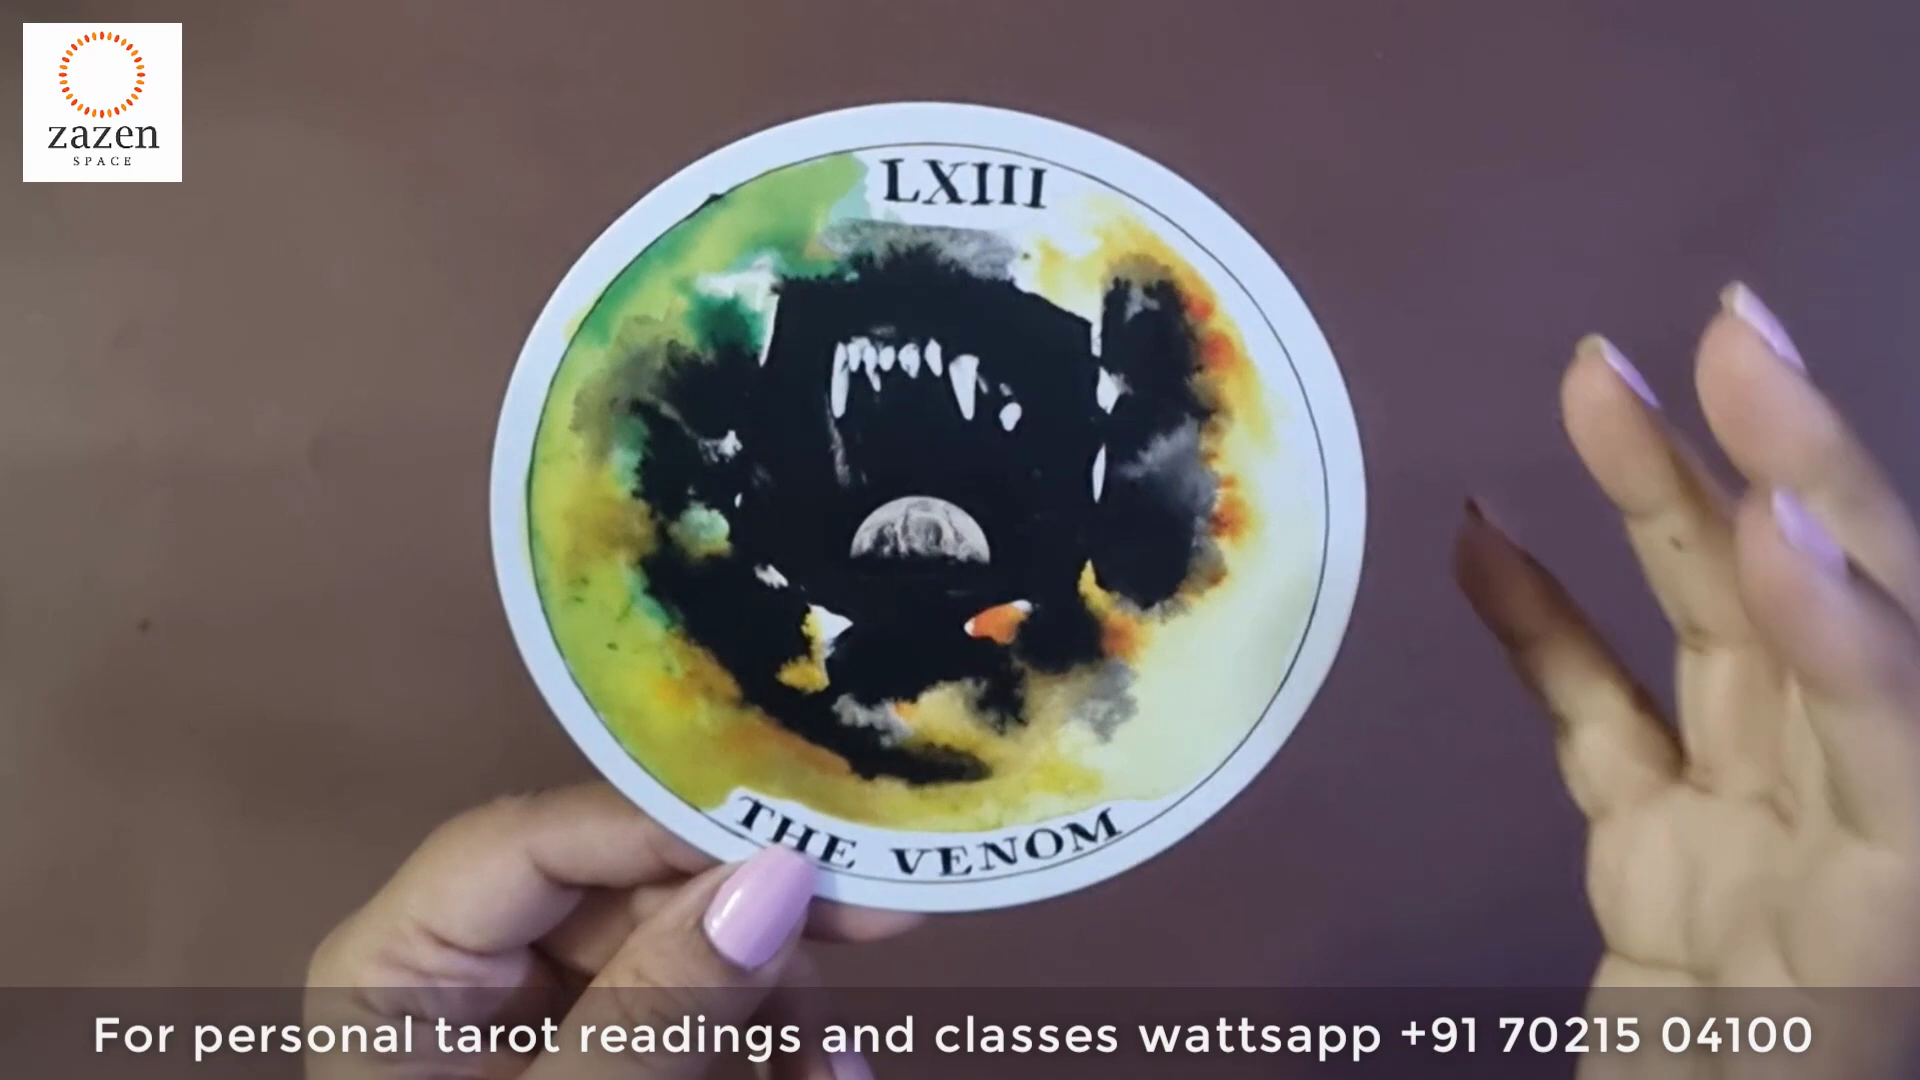 zazen
SPACE
LXIII
THE VENOM
For personal tarot readings and classes wattsapp +91 70215 04100